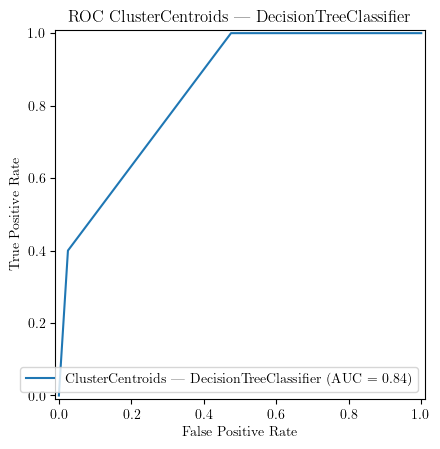 ROC ClusterCentroids — DecisionTreeClassifier
1.0
0.8
0.6
0.4
0.2
0.0
True Positive Rate
ClusterCentroids — DecisionTreeClassifier (AUC = 0.84)
0.0 0.2 0.4 0.6 0.8 1.0
False Positive Rate